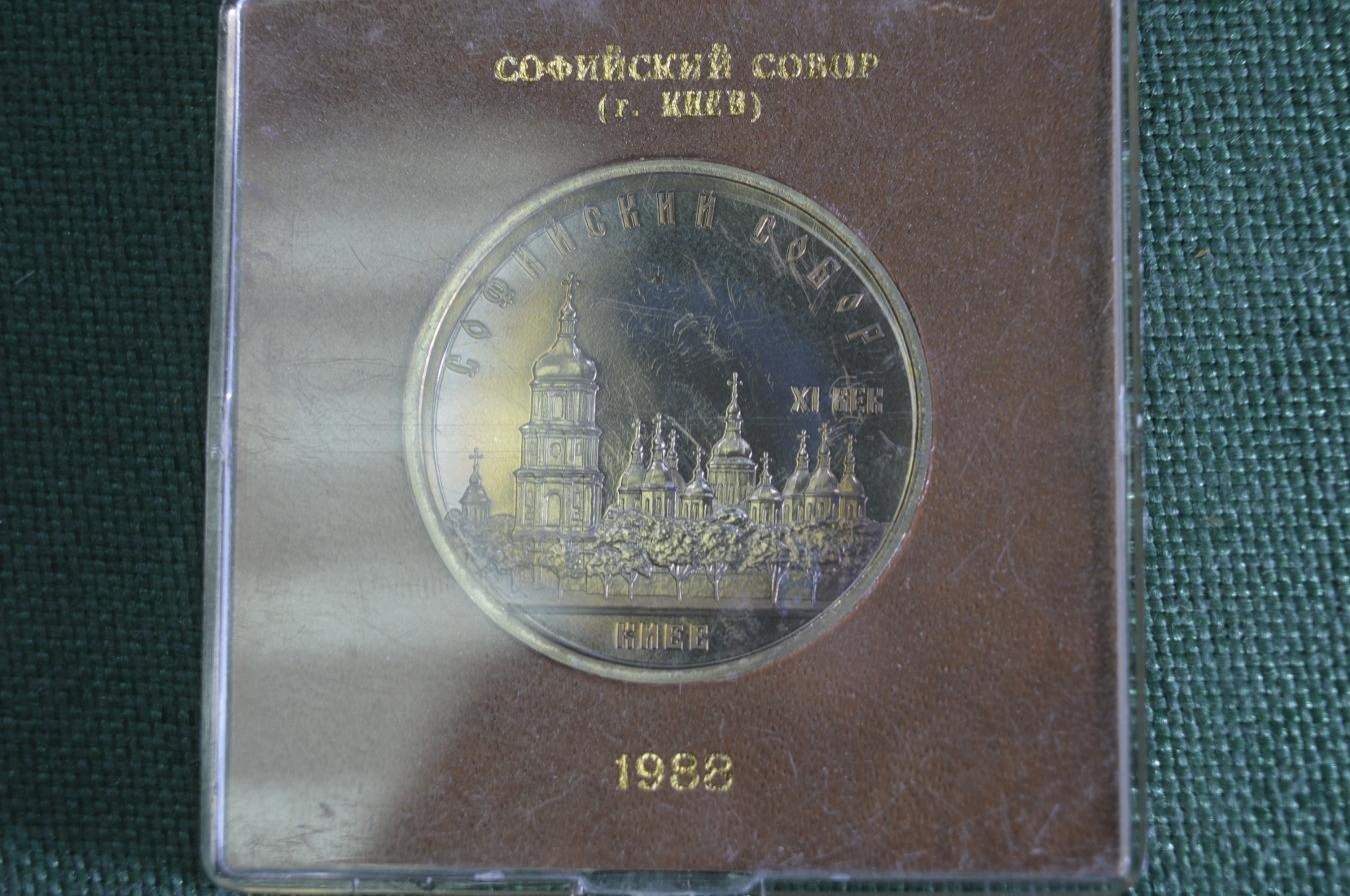 СОФИЙСКИЙ СОБОР
(г. КИЕВ)
СОФИЙСКИЙ СОБОР
XI ВЕК
КИЕВ
1988